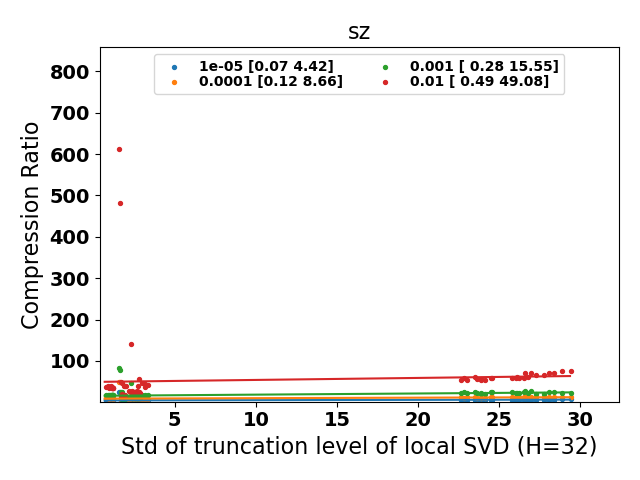 sz
1e-05 [0.07 4.42]
0.0001 [0.12 8.66]
0.001 [ 0.28 15.55]
0.01 [ 0.49 49.08]
Compression Ratio
800
700
600
500
400
300
200
100
5 10 15 20 25 30
Std of truncation level of local SVD (H=32)